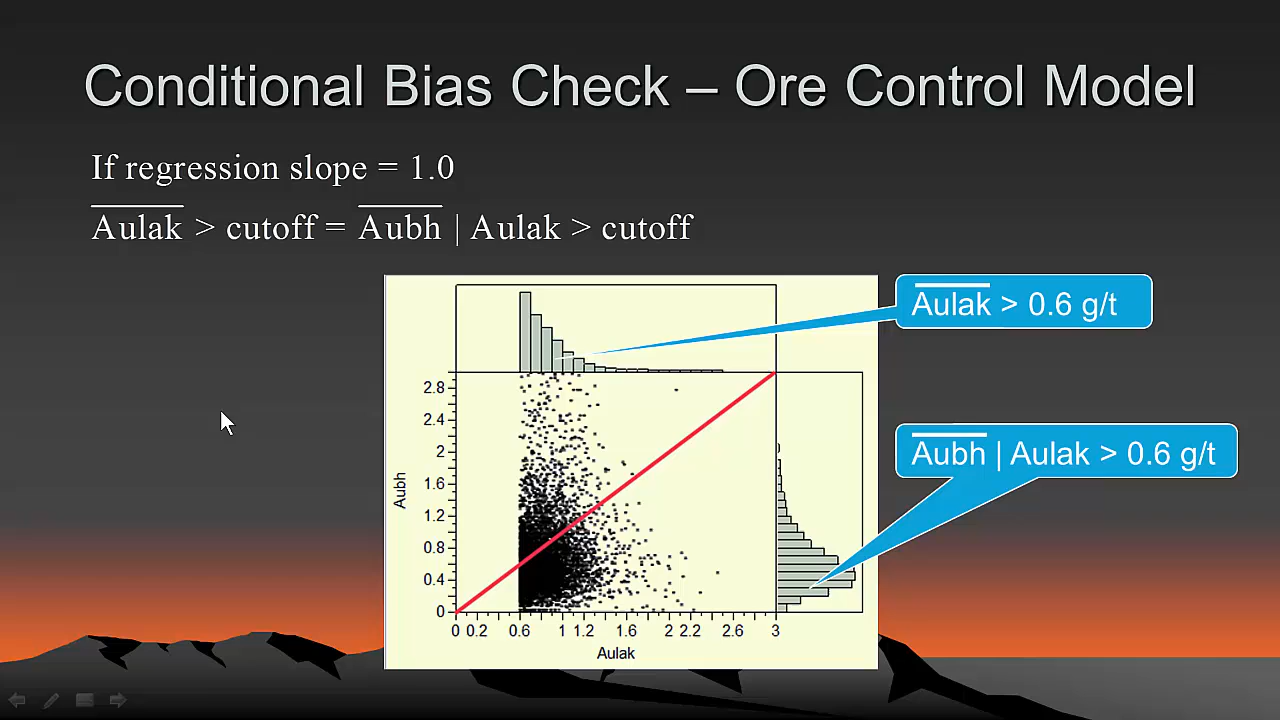 Conditional Bias Check – Ore Control Model
If regression slope = 1.0
Aulak > cutoff = Aubh | Aulak > cutoff
Aulak > 0.6 g/t
Aubh | Aulak > 0.6 g/t
2.8
2.4
2
1.6
1.2
0.8
0.4
0
Aubh
0 0.2 0.6 1 1.2 1.6 2 2.2 2.6 3
Aulak